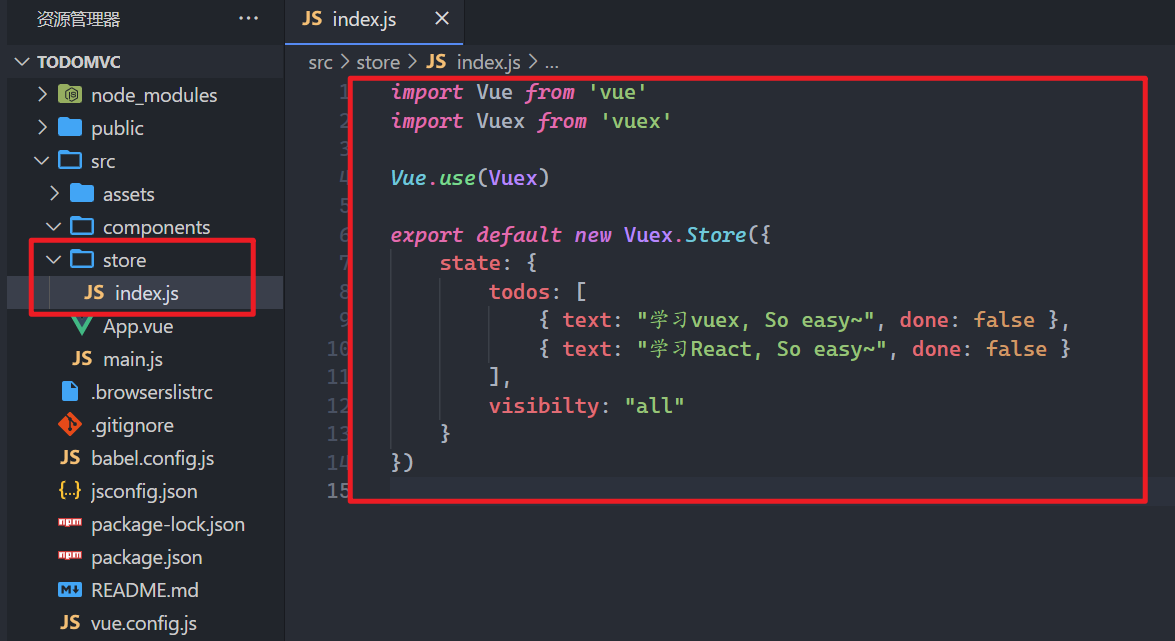 资源管理器 ···
TODOMVC
node_modules
public
src
assets
components
store
JS index.js
App.vue
JS main.js
.browserslistrc
.gitignore
JS babel.config.js
{..} jsconfig.json
npm package-lock.json
npm package.json
M README.md
JS vue.config.js
JS index.js ×
src > store > JS index.js > ...
1 import Vue from 'vue'
2 import Vuex from 'vuex'
3
4 Vue.use(Vuex)
5
6 export default new Vuex.Store({
7 state: {
8 todos: [
9 { text: "学习vuex, So easy~", done: false },
10 { text: "学习React, So easy~", done: false }
11 ],
12 visibilty: "all"
13 }
14 })
15